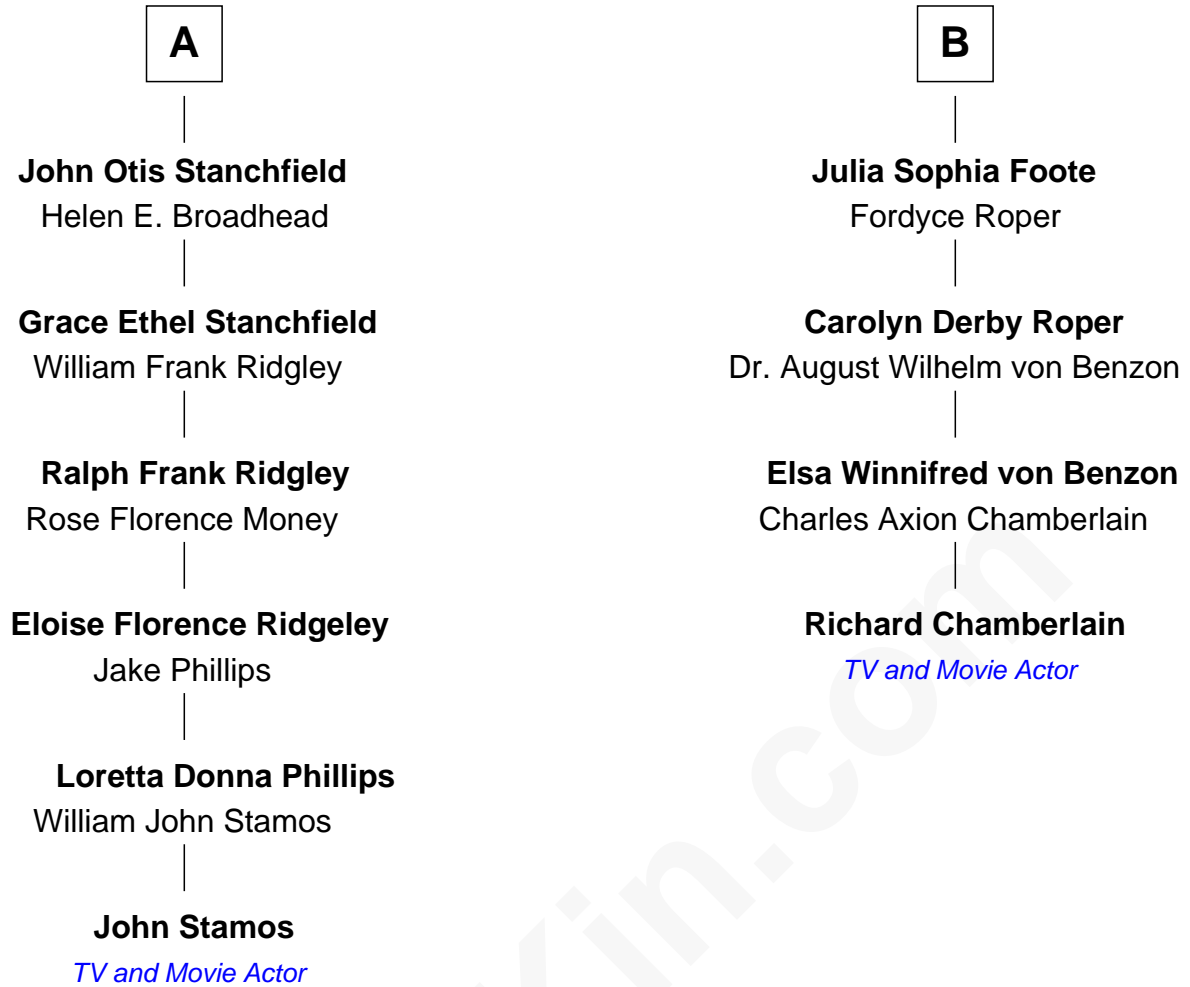 A
John Otis Stanchfield
Helen E. Broadhead
Grace Ethel Stanchfield
William Frank Ridgley
Ralph Frank Ridgley
Rose Florence Money
Eloise Florence Ridgeley
Jake Phillips
Loretta Donna Phillips
William John Stamos
John Stamos
TV and Movie Actor
B
Julia Sophia Foote
Fordyce Roper
Carolyn Derby Roper
Dr. August Wilhelm von Benzon
Elsa Winnifred von Benzon
Charles Axion Chamberlain
Richard Chamberlain
TV and Movie Actor
Kin.com